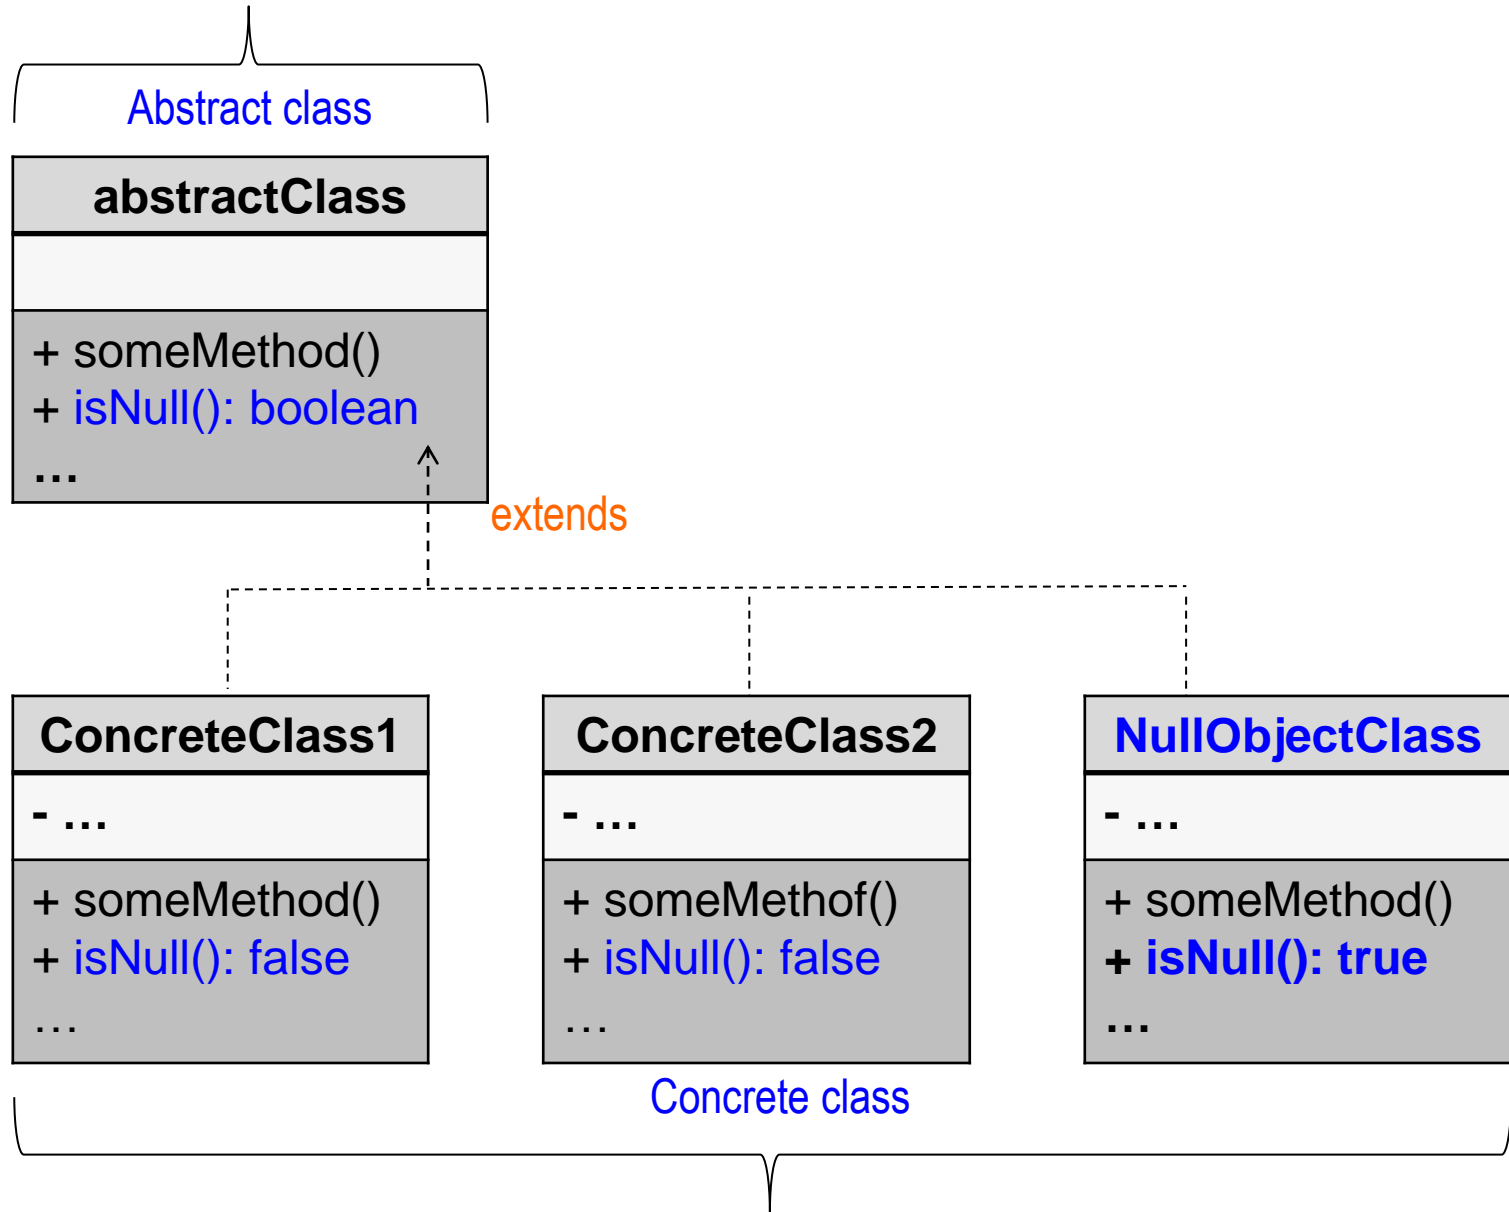 Abstract class
abstractClass
+ someMethod()
+ isNull(): boolean
...
extends
ConcreteClass1
- ...
+ someMethod()
+ isNull(): false
...
ConcreteClass2
- ...
+ someMethof()
+ isNull(): false
...
NullObjectClass
- ...
+ someMethod()
+ isNull(): true
...
Concrete class